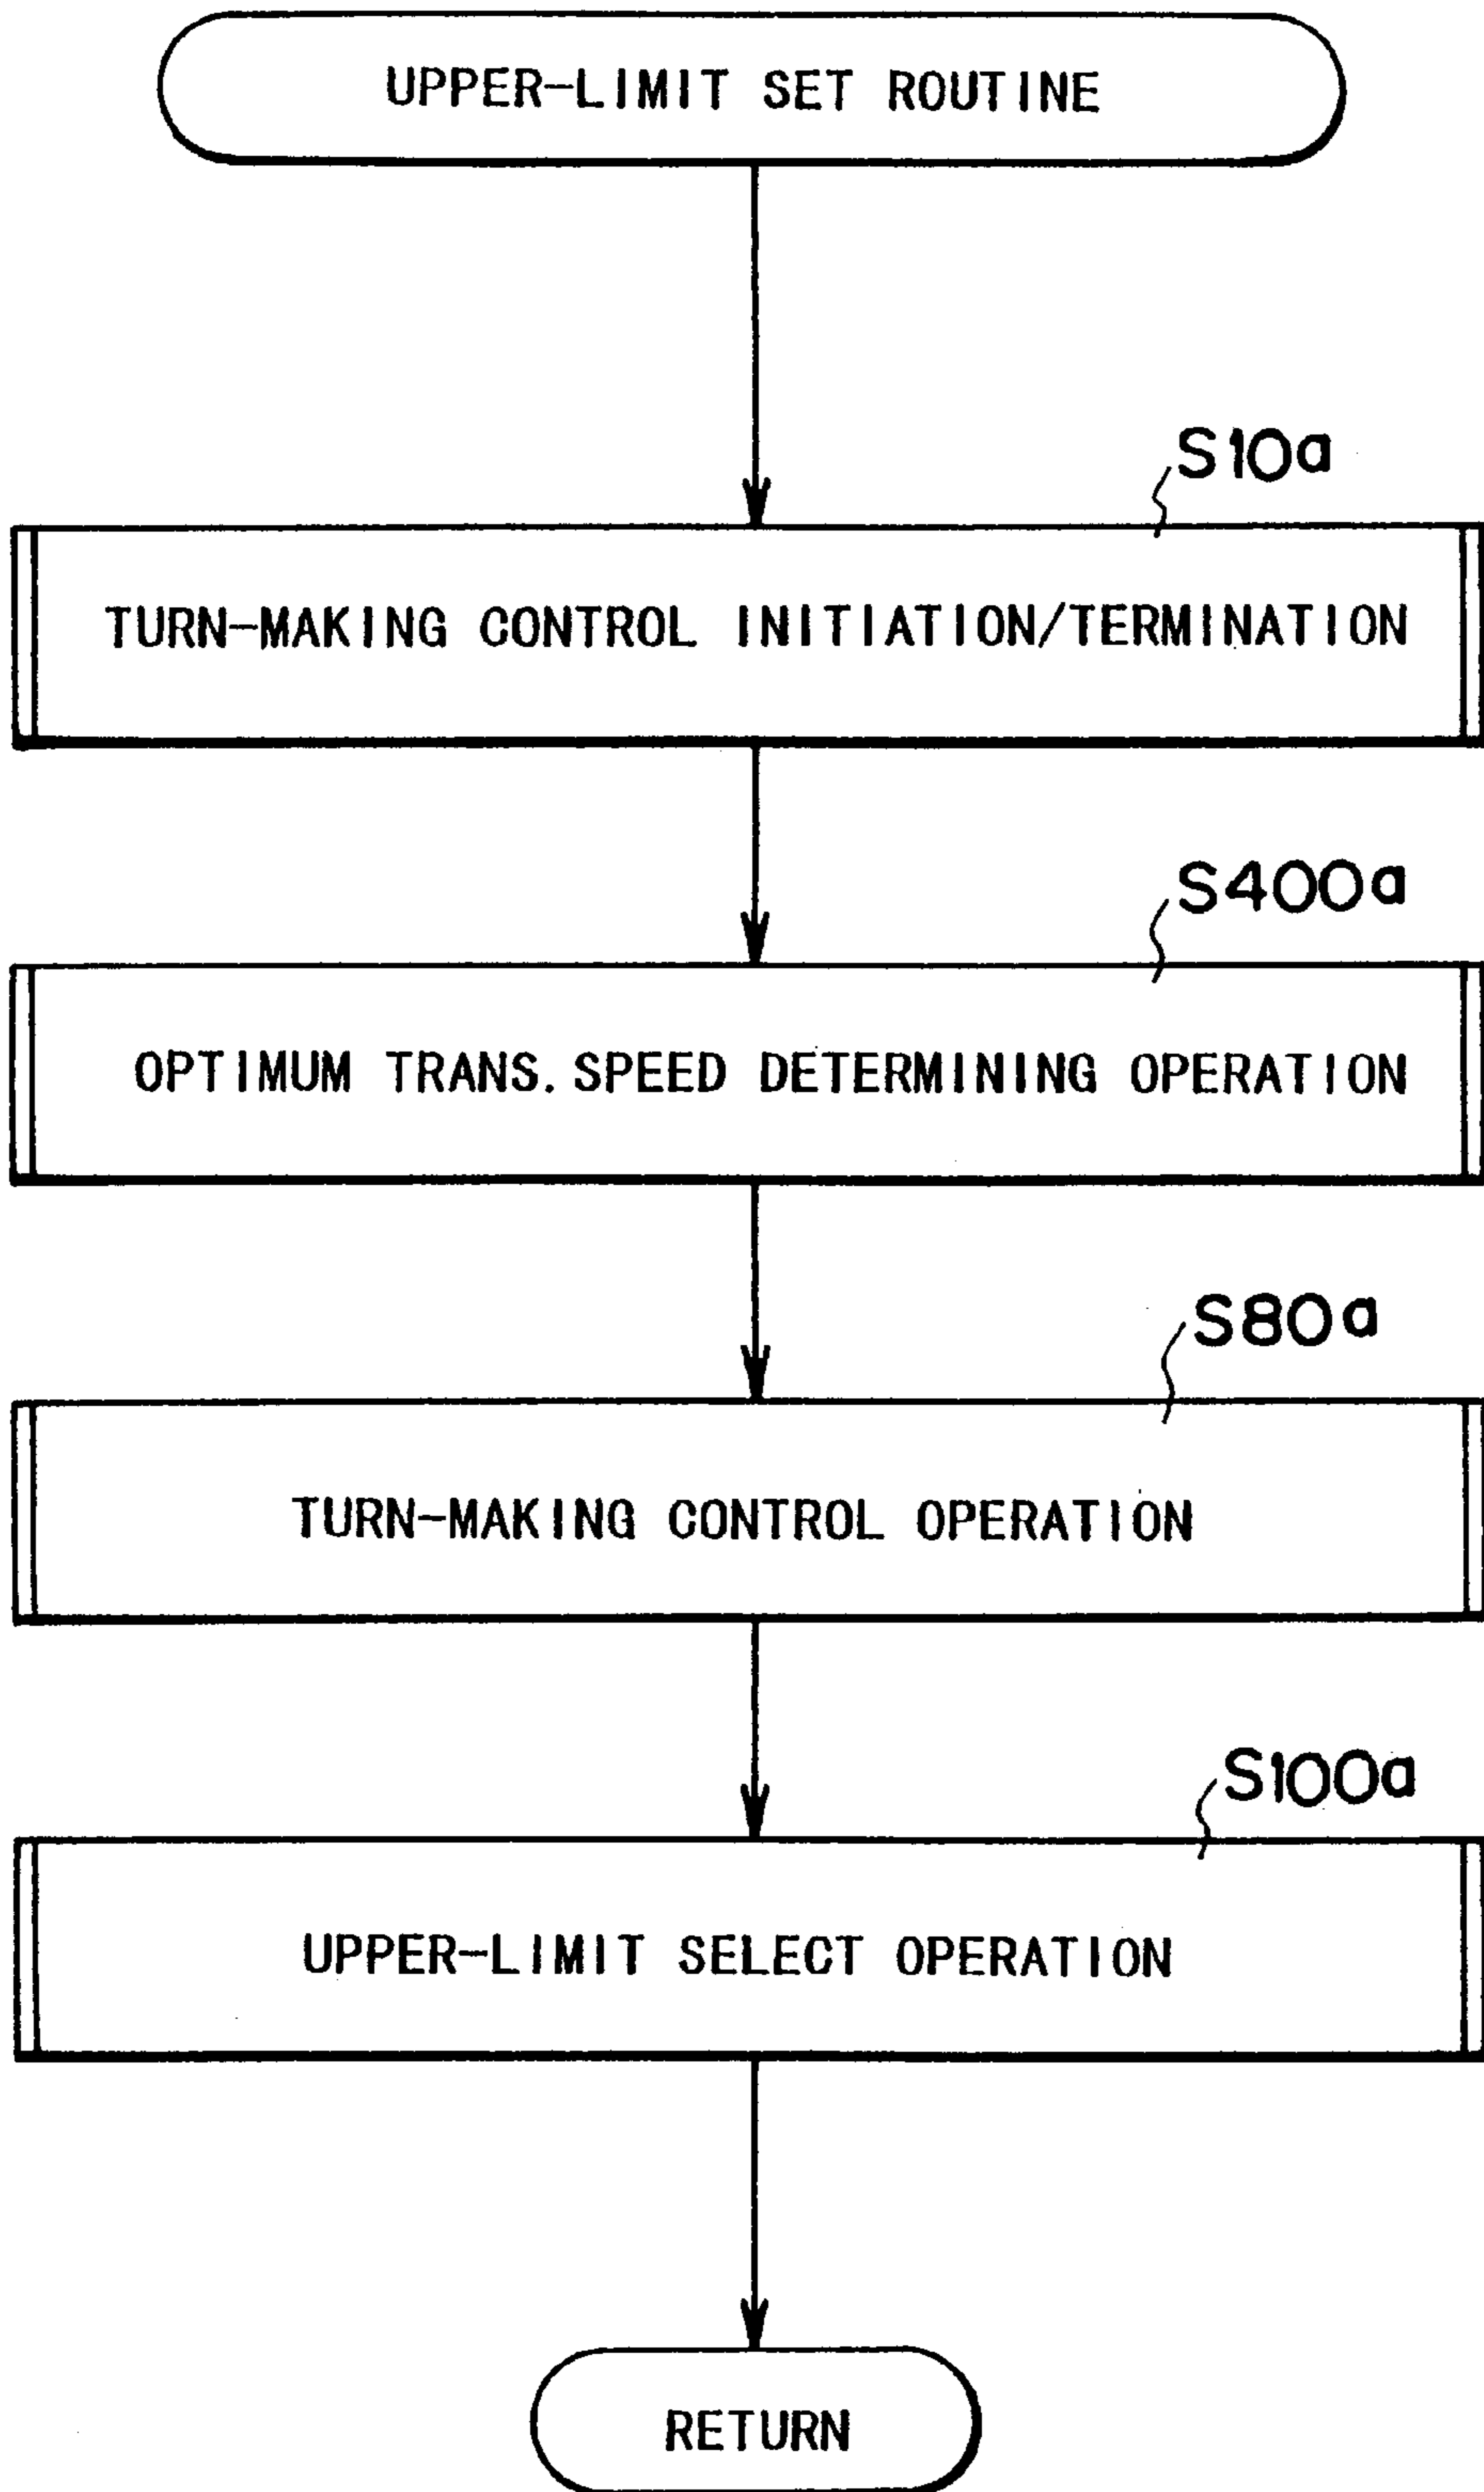 UPPER-LIMIT SET ROUTINE
S10a
TURN-MAKING CONTROL INITIATION/TERMINATION
S400a
OPTIMUM TRANS. SPEED DETERMINING OPERATION
S80a
TURN-MAKING CONTROL OPERATION
S100a
UPPER-LIMIT SELECT OPERATION
RETURN